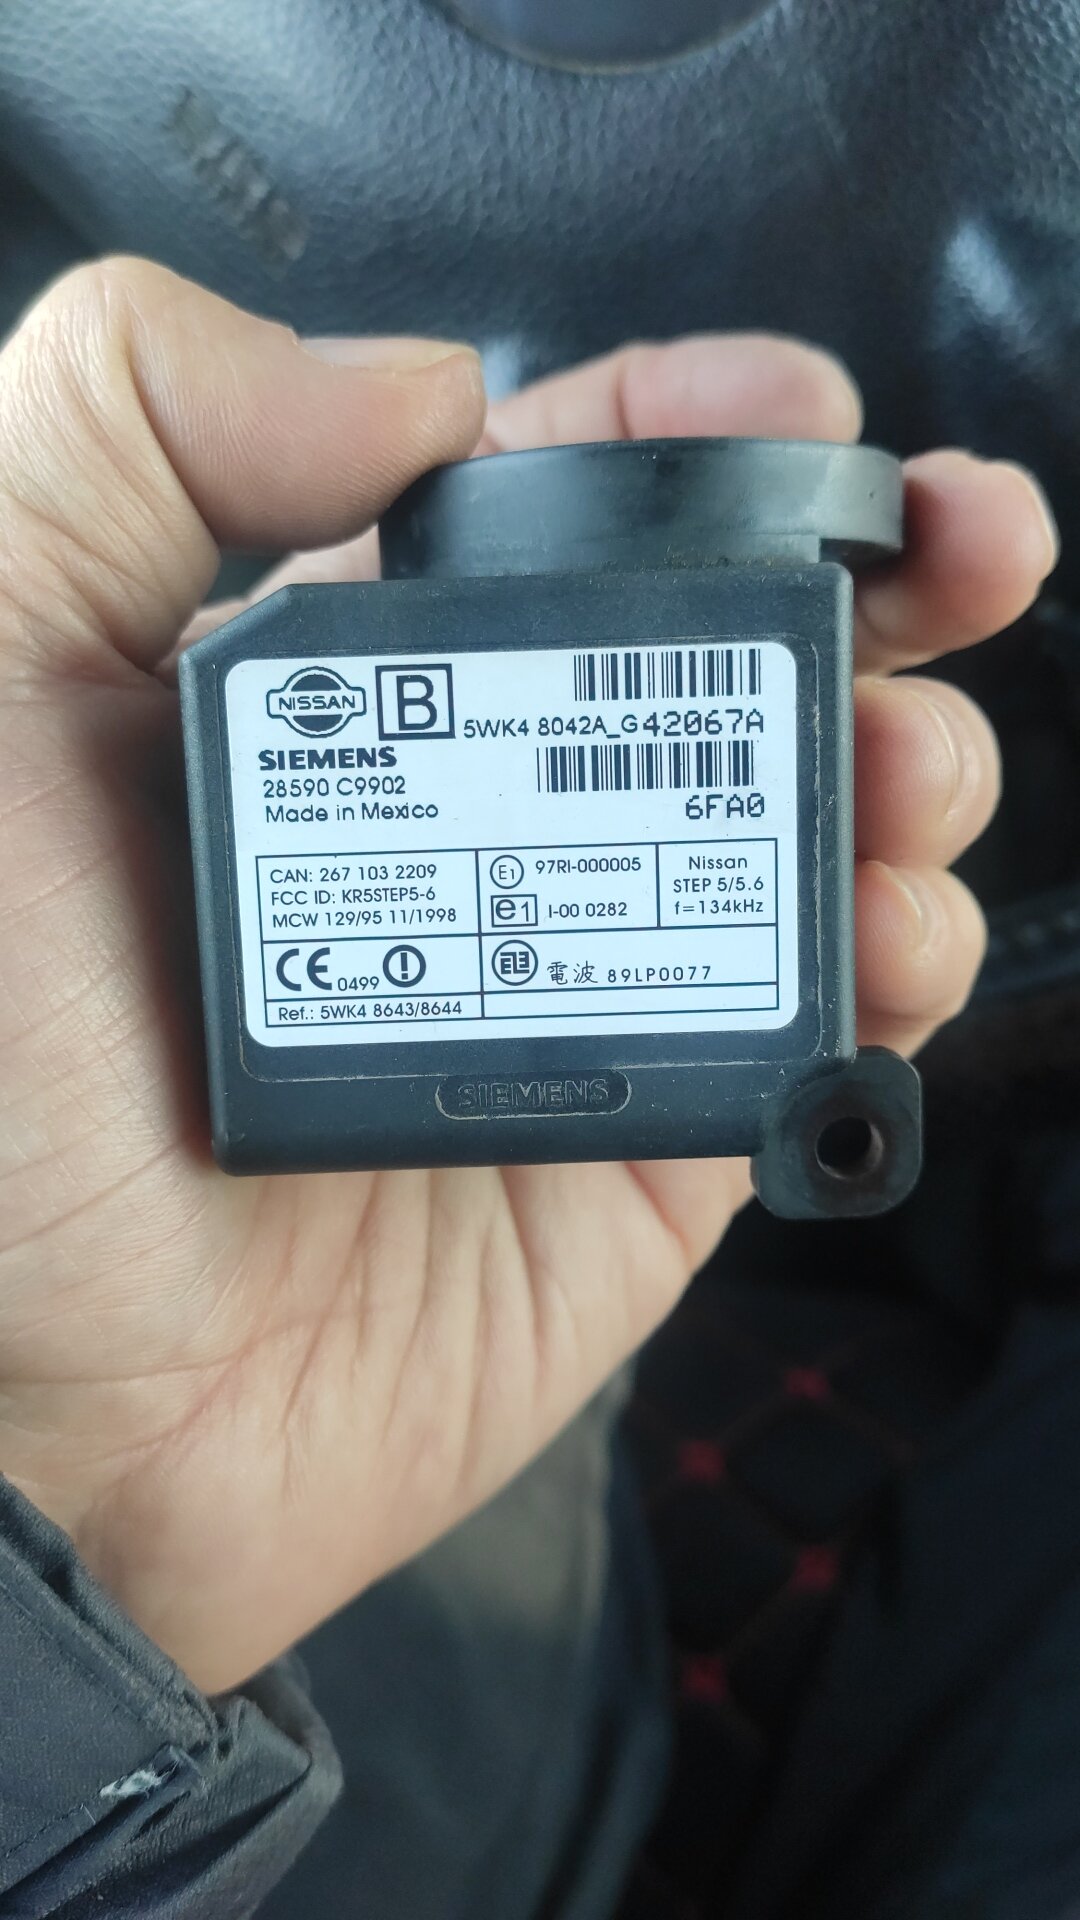 NISSAN
B
5WK4 8042A_G42067A
SIEMENS
28590 C9902
Made in Mexico
6FA0
CAN: 267 103 2209
FCC ID: KR5STEP5-6
MCW 129/95 11/1998
E1 97RI-000005
e1 I-00 0282
Nissan
STEP 5/5.6
f=134kHz
CE 0499
電波 89LP0077
Ref.: 5WK4 8643/8644
SIEMENS